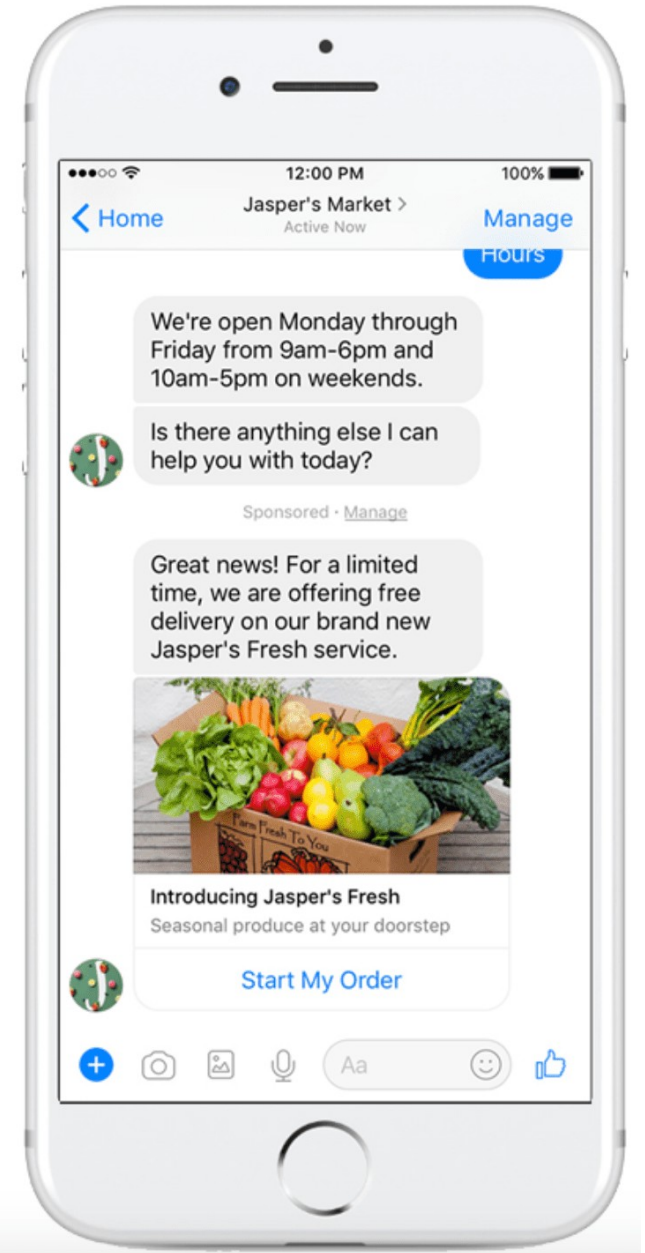 12:00 PM
100%
Home
Jasper's Market >
Active Now
Manage
Hours
We're open Monday through
Friday from 9am-6pm and
10am-5pm on weekends.
Is there anything else I can
help you with today?
Sponsored · Manage
Great news! For a limited
time, we are offering free
delivery on our brand new
Jasper's Fresh service.
Farm Fresh To You
Introducing Jasper's Fresh
Seasonal produce at your doorstep
Start My Order
Aa